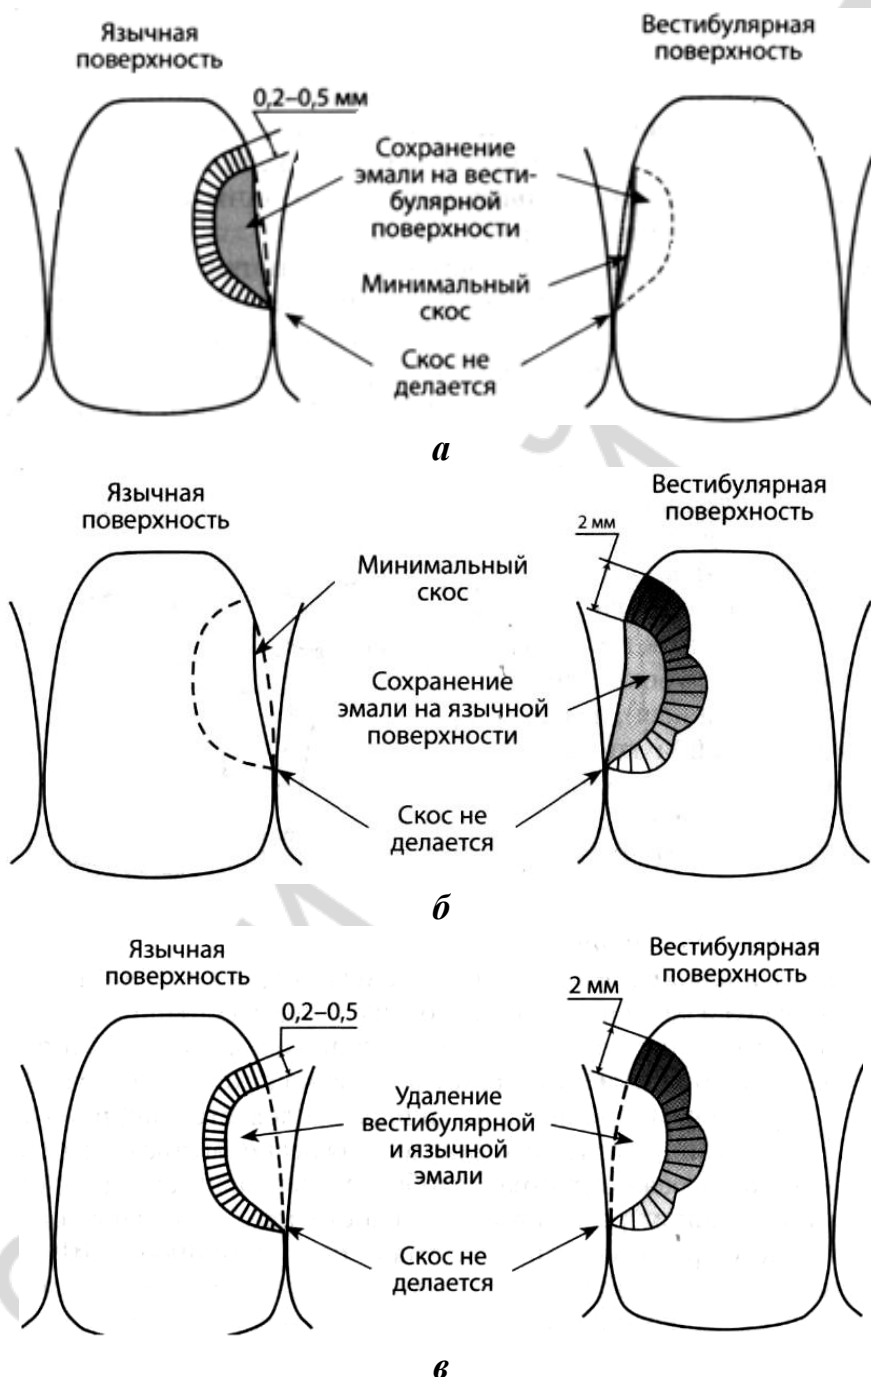 Язычная
поверхность
Вестибулярная
поверхность
0,2–0,5 мм
Сохранение
эмали на вести-
булярной
поверхности
Минимальный
скос
Скос не
делается
а
Язычная
поверхность
Вестибулярная
поверхность
2 мм
Минимальный
скос
Сохранение
эмали на язычной
поверхности
Скос не
делается
б
Язычная
поверхность
Вестибулярная
поверхность
0,2–0,5
2 мм
Удаление
вестибулярной
и язычной
эмали
Скос не
делается
в